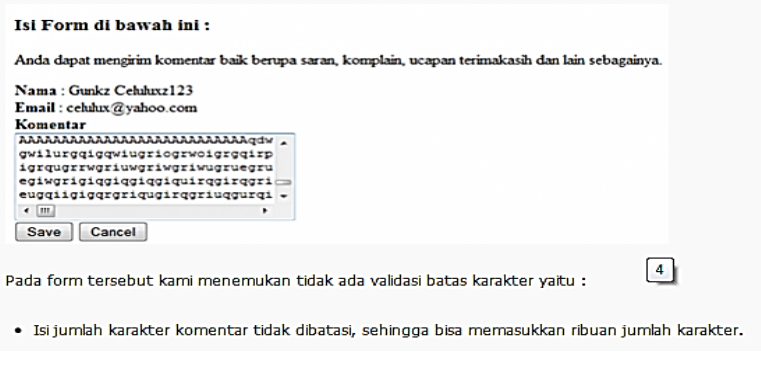 Isi Form di bawah ini :
Anda dapat mengirim komentar baik berupa saran, komplain, ucapan terimakasih dan lain sebagainya.
Nama : Gunkz Celuluxz123
Email : celulux@yahoo.com
Komentar
AAAAAAAAAAAAAAAAAAAAAAAAAAAqdw
gwilurgqigqwiugriogrwoigrgqirp
igrqugrrwgriuwgriwgriwugruegru
egiwgrigiqgiqgiqgiquirqgirqgri
eugqiigigqrgriqugirqgriuqgurqi
Save Cancel
4
Pada form tersebut kami menemukan tidak ada validasi batas karakter yaitu :
• Isi jumlah karakter komentar tidak dibatasi, sehingga bisa memasukkan ribuan jumlah karakter.